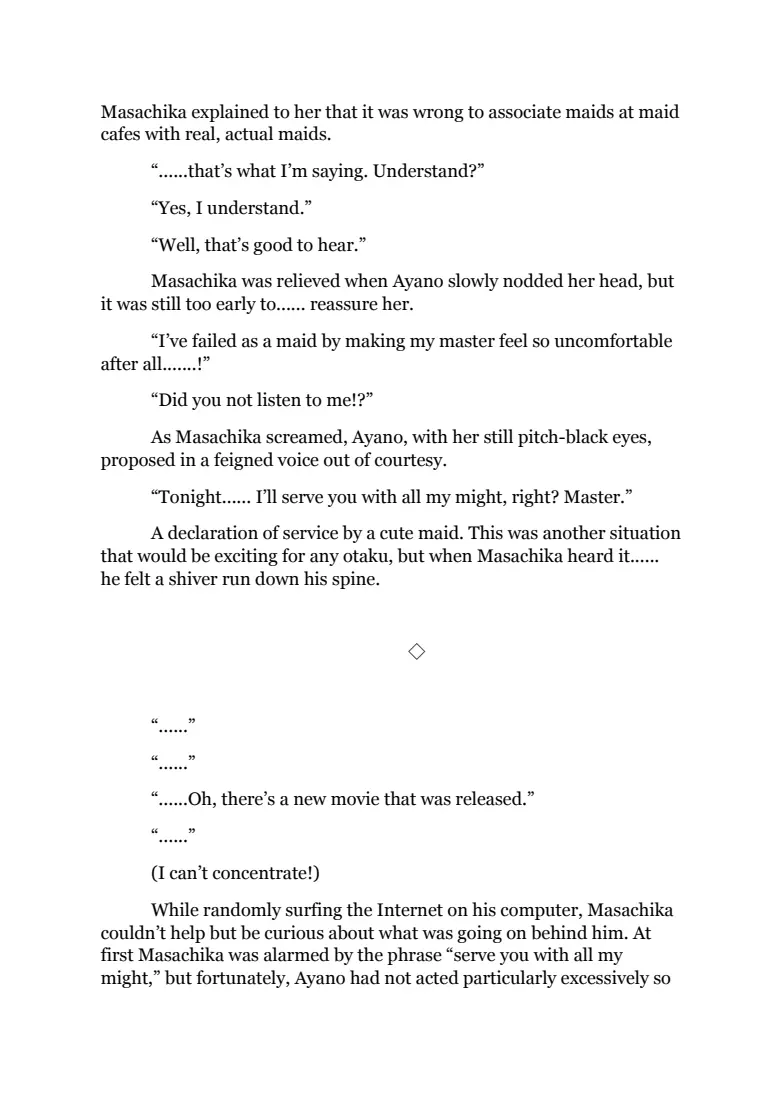 Masachika explained to her that it was wrong to associate maids at maid
cafes with real, actual maids.
“......that’s what I’m saying. Understand?”
“Yes, I understand.”
“Well, that’s good to hear.”
Masachika was relieved when Ayano slowly nodded her head, but
it was still too early to...... reassure her.
“I’ve failed as a maid by making my master feel so uncomfortable
after all.......!”
“Did you not listen to me!?”
As Masachika screamed, Ayano, with her still pitch-black eyes,
proposed in a feigned voice out of courtesy.
“Tonight...... I’ll serve you with all my might, right? Master.”
A declaration of service by a cute maid. This was another situation
that would be exciting for any otaku, but when Masachika heard it......
he felt a shiver run down his spine.
◇
“......”
“......”
“......Oh, there’s a new movie that was released.”
“......”
(I can’t concentrate!)
While randomly surfing the Internet on his computer, Masachika
couldn’t help but be curious about what was going on behind him. At
first Masachika was alarmed by the phrase “serve you with all my
might,” but fortunately, Ayano had not acted particularly excessively so